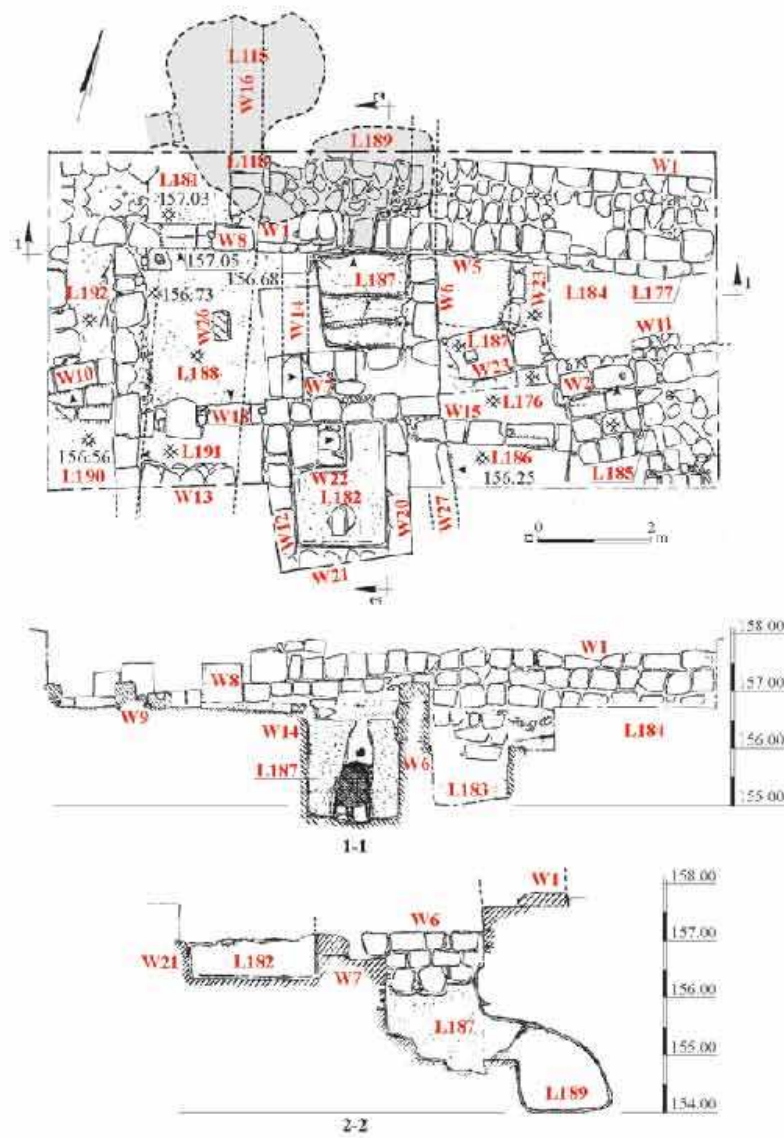 L115
W16
2
L189
L118
W1
L181
157.03
W8
W1
1
157.05
156.68
L187
W5
W6
W23
L184
L177
1
L192
156.73
W26
W14
W11
L187
W23
W10
L188
W7
W2
W18
W15
L176
156.56
L190
L191
W13
W22
L182
L186
156.25
L185
W12
W20
W27
W21
0
2
m
2
158.00
W1
157.00
W8
W9
W14
156.00
L184
L187
W6
L183
155.00
1-1
158.00
W1
W6
157.00
W21
L182
W7
156.00
L187
155.00
L189
154.00
2-2